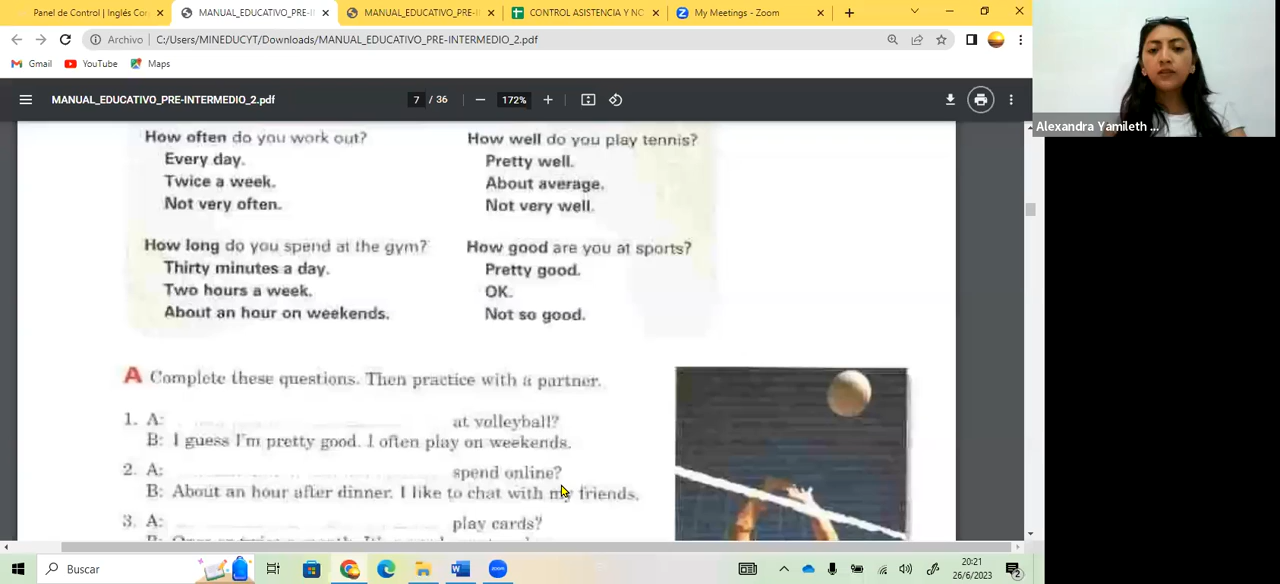 Panel de Control | Inglés Cor
MANUAL_EDUCATIVO_PRE-I
MANUAL_EDUCATIVO_PRE-I
CONTROL ASISTENCIA Y NO
My Meetings - Zoom
Archivo
C:/Users/MINEDUCYT/Downloads/MANUAL_EDUCATIVO_PRE-INTERMEDIO_2.pdf
Gmail
YouTube
Maps
MANUAL_EDUCATIVO_PRE-INTERMEDIO_2.pdf
7 / 36
172%
Alexandra Yamileth ...
How often do you work out?
Every day.
Twice a week.
Not very often.
How well do you play tennis?
Pretty well.
About average.
Not very well.
How long do you spend at the gym?
Thirty minutes a day.
Two hours a week.
About an hour on weekends.
How good are you at sports?
Pretty good.
OK.
Not so good.
A Complete these questions. Then practice with a partner.
1. A: at volleyball?
B: I guess I'm pretty good. I often play on weekends.
2. A: spend online?
B: About an hour after dinner. I like to chat with my friends.
3. A: play cards?
Buscar
20:21
26/6/2023
2